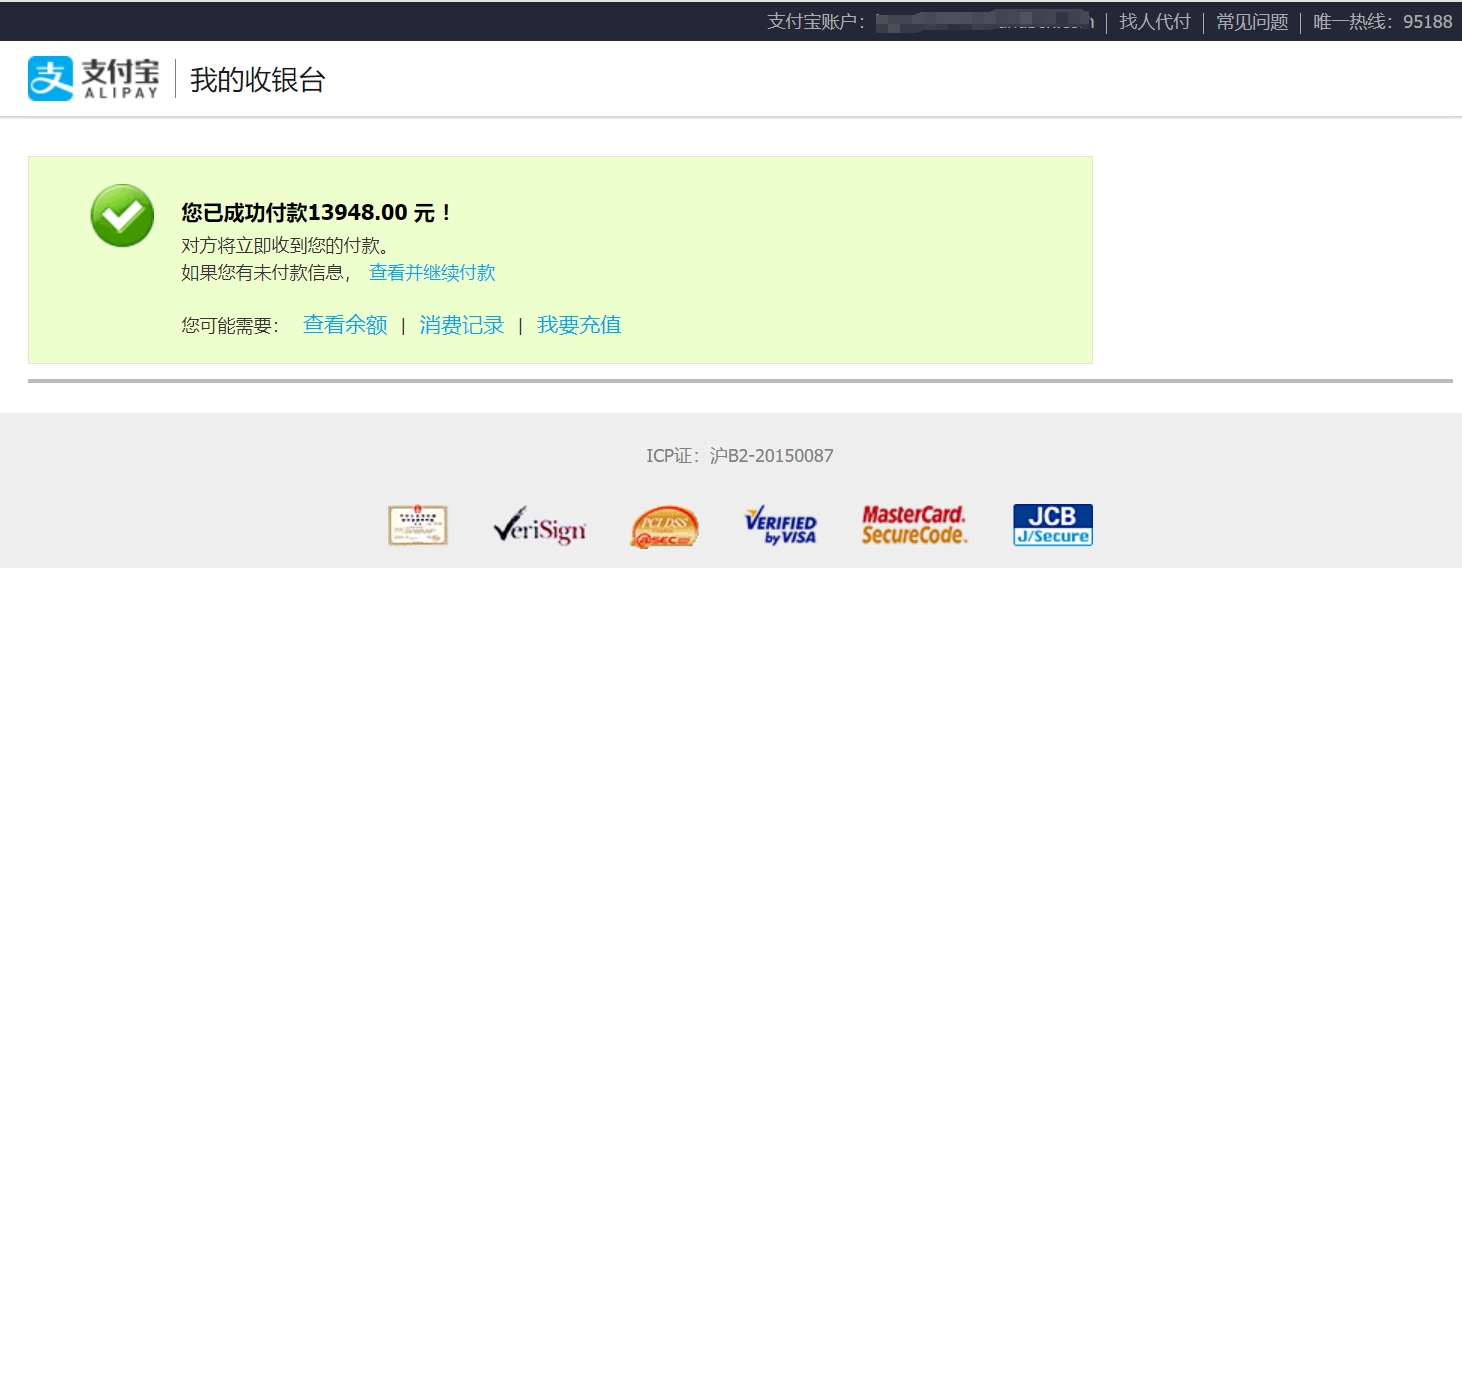 支付宝账户： 找人代付 常见问题 唯一热线：95188
支付宝
ALIPAY
我的收银台
您已成功付款13948.00 元！
对方将立即收到您的付款。
如果您有未付款信息， 查看并继续付款
您可能需要： 查看余额 | 消费记录 | 我要充值
ICP证：沪B2-20150087
VeriSign
PCI DSS
@SEC
VERIFIED
by VISA
MasterCard.
SecureCode.
JCB
J/Secure